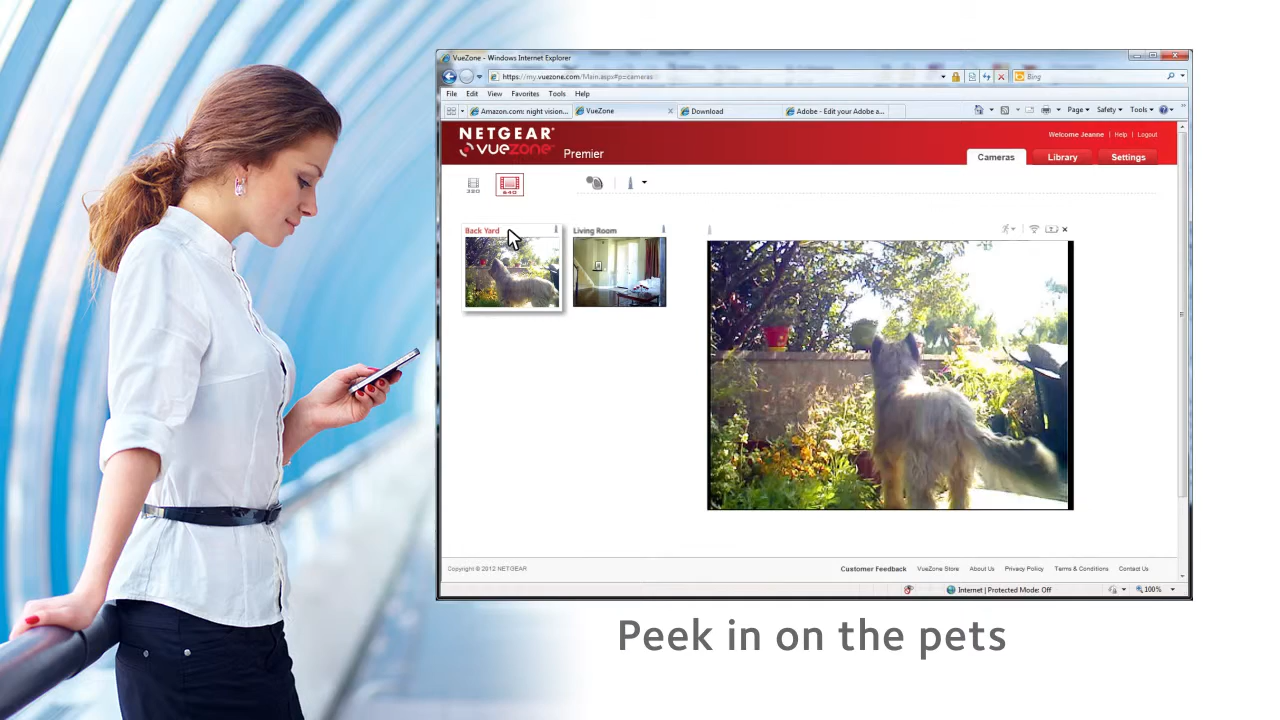 VueZone - Windows Internet Explorer
https://my.vuezone.com/Main.aspx#p=cameras
Bing
File Edit View Favorites Tools Help
Amazon.com: night vision... VueZone Download Adobe - Edit your Adobe a...
Page Safety Tools
NETGEAR
vuezone Premier
Welcome Jeanne | Help | Logout
Cameras Library Settings
320 640
Back Yard Living Room
Copyright © 2012 NETGEAR
Customer Feedback VueZone Store About Us Privacy Policy Terms & Conditions Contact Us
Internet | Protected Mode: Off 100%
Peek in on the pets